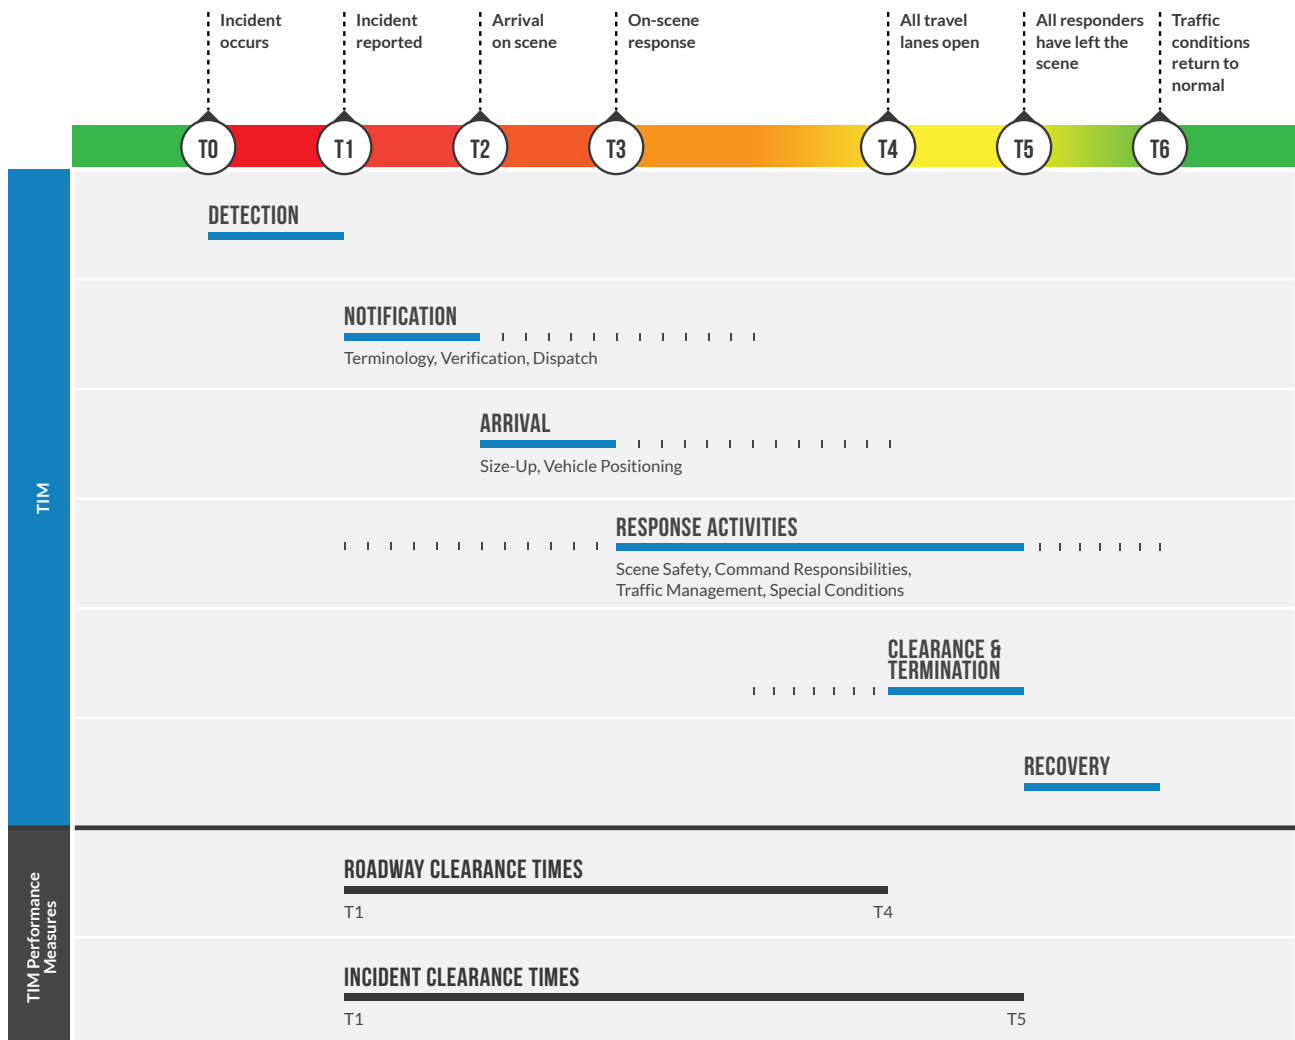 Incident
occurs
Incident
reported
Arrival
on scene
On-scene
response
All travel
lanes open
All responders
have left the
scene
Traffic
conditions
return to
normal
T0
T1
T2
T3
T4
T5
T6
TIM
DETECTION
NOTIFICATION
Terminology, Verification, Dispatch
ARRIVAL
Size-Up, Vehicle Positioning
RESPONSE ACTIVITIES
Scene Safety, Command Responsibilities,
Traffic Management, Special Conditions
CLEARANCE &
TERMINATION
RECOVERY
TIM Performance
Measures
ROADWAY CLEARANCE TIMES
T1
T4
INCIDENT CLEARANCE TIMES
T1
T5